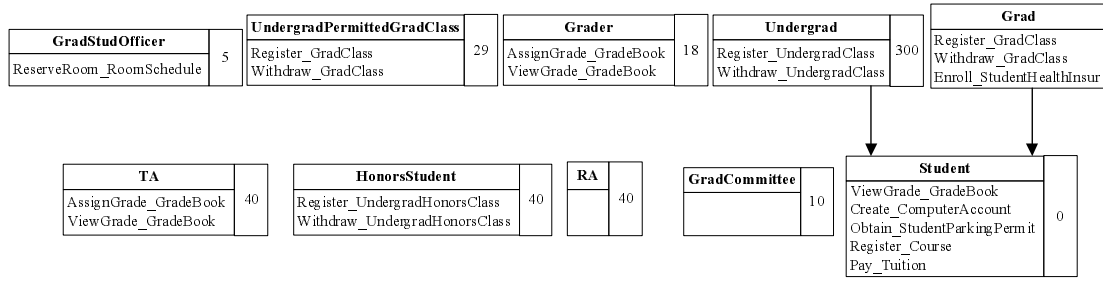 GradStudOfficer
ReserveRoom_RoomSchedule
5
UndergradPermittedGradClass
Register_GradClass
Withdraw_GradClass
29
Grader
AssignGrade_GradeBook
ViewGrade_GradeBook
18
Undergrad
Register_UndergradClass
Withdraw_UndergradClass
300
Grad
Register_GradClass
Withdraw_GradClass
Enroll_StudentHealthInsur
TA
AssignGrade_GradeBook
ViewGrade_GradeBook
40
HonorsStudent
Register_UndergradHonorsClass
Withdraw_UndergradHonorsClass
40
RA
40
GradCommittee
10
Student
ViewGrade_GradeBook
Create_ComputerAccount
Obtain_StudentParkingPermit
Register_Course
Pay_Tuition
0